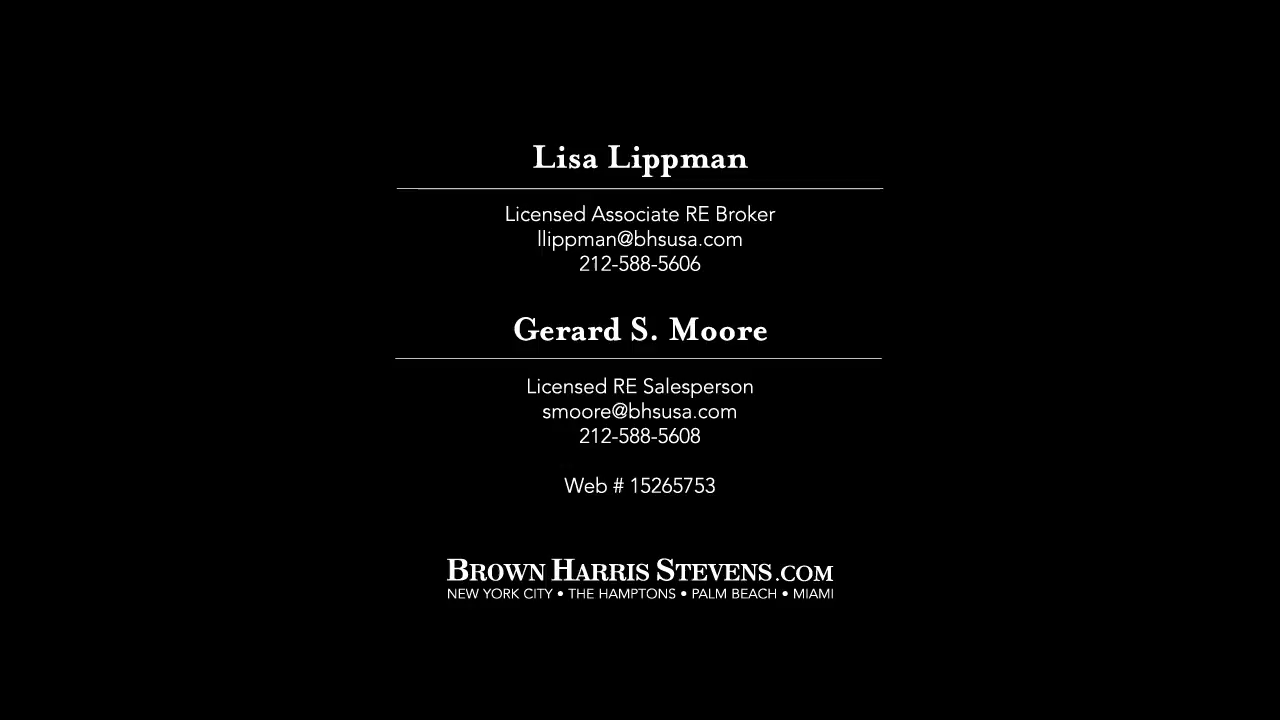 Lisa Lippman
Licensed Associate RE Broker
llippman@bhsusa.com
212-588-5606
Gerard S. Moore
Licensed RE Salesperson
smoore@bhsusa.com
212-588-5608
Web # 15265753
BROWN HARRIS STEVENS.COM
NEW YORK CITY • THE HAMPTONS • PALM BEACH • MIAMI